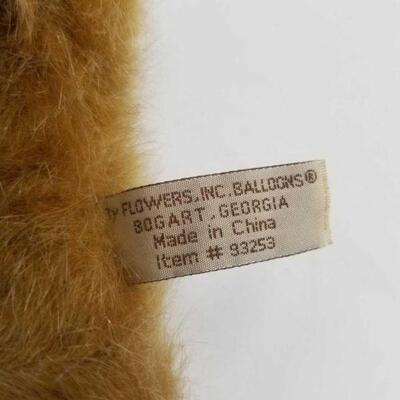 FLOWERS, INC. BALLOONS®
BOGART, GEORGIA
Made in China
Item # 93253